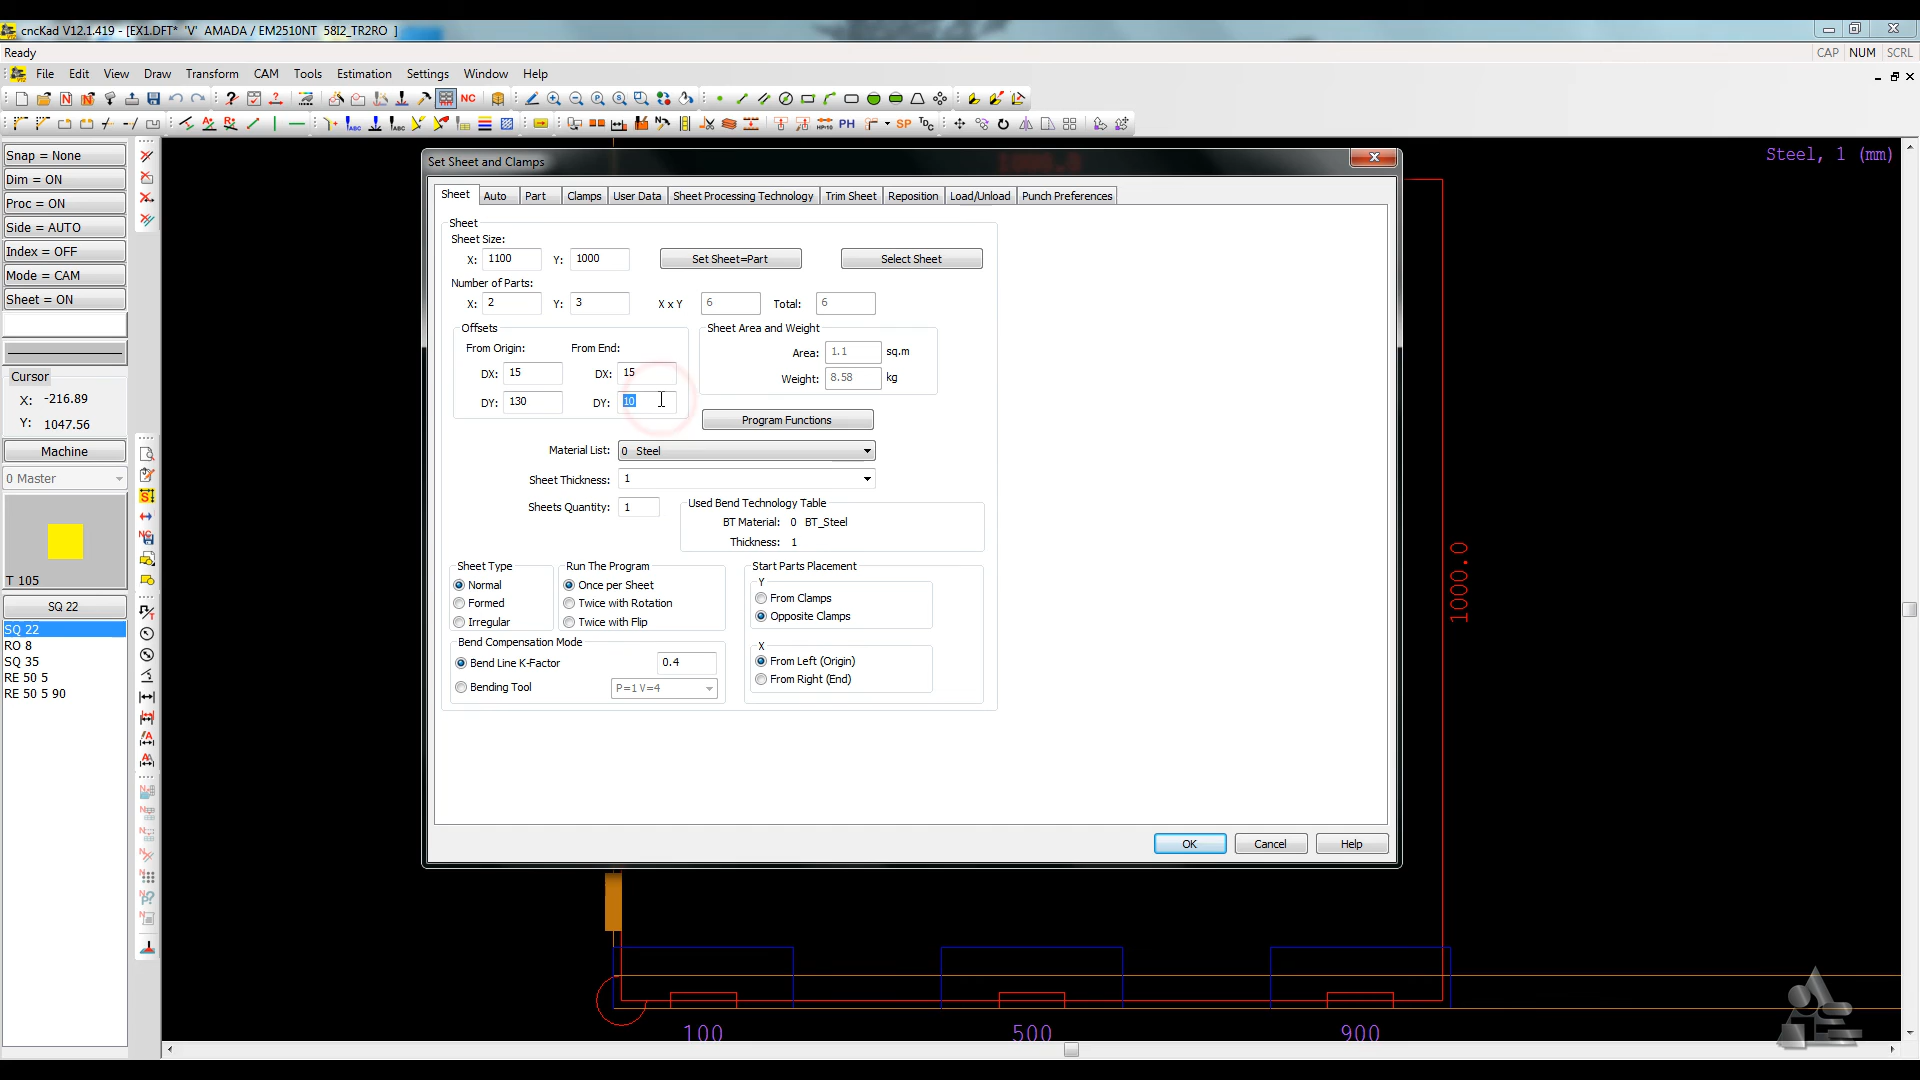 cncKad V12.1.419 - [EX1.DFT* 'V' AMADA / EM2510NT 58I2_TR2RO ]
Ready
CAP NUM SCRL
File Edit View Draw Transform CAM Tools Estimation Settings Window Help
NC
PH SP
Snap = None
Dim = ON
Proc = ON
Side = AUTO
Index = OFF
Mode = CAM
Sheet = ON
Cursor
X: -216.89
Y: 1047.56
Machine
0 Master
T 105
SQ 22
SQ 22
RO 8
SQ 35
RE 50 5
RE 50 5 90
Steel, 1 (mm)
1000.0
1000.0
100 500 900
Set Sheet and Clamps
Sheet Auto Part Clamps User Data Sheet Processing Technology Trim Sheet Reposition Load/Unload Punch Preferences
Sheet
Sheet Size:
X: 1100 Y: 1000 Set Sheet=Part Select Sheet
Number of Parts:
X: 2 Y: 3 X x Y 6 Total: 6
Offsets
From Origin: From End:
DX: 15 DX: 15
DY: 130 DY: 10
Sheet Area and Weight
Area: 1.1 sq.m
Weight: 8.58 kg
Program Functions
Material List: 0 Steel
Sheet Thickness: 1
Sheets Quantity: 1
Used Bend Technology Table
BT Material: 0 BT_Steel
Thickness: 1
Sheet Type
Normal
Formed
Irregular
Run The Program
Once per Sheet
Twice with Rotation
Twice with Flip
Start Parts Placement
Y
From Clamps
Opposite Clamps
X
From Left (Origin)
From Right (End)
Bend Compensation Mode
Bend Line K-Factor 0.4
Bending Tool P=1 V=4
OK Cancel Help